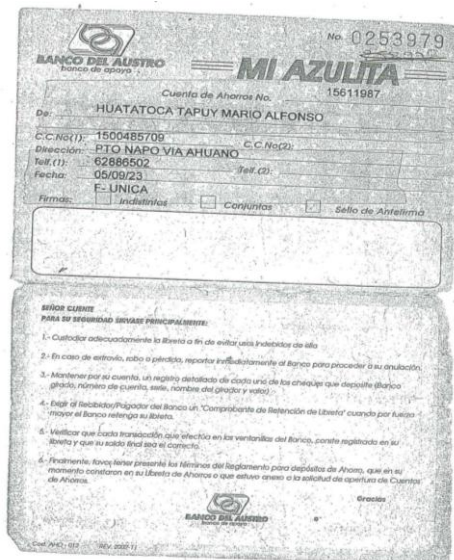 No. 0253979
BANCO DEL AUSTRO
banco de apoyo
MI AZULITA
Cuenta de Ahorros No. 15611987
De: HUATATOCA TAPUY MARIO ALFONSO
C.C.No(1): 1500485709 C.C.No(2):
Dirección: PTO NAPO VIA AHUANO
Telf.(1): 62886502 Telf.(2):
Fecha: 05/09/23
F- UNICA
Firmas: Indistintas Conjuntas Sello de Antefirma
SEÑOR CLIENTE
PARA SU SEGURIDAD SIRVASE PRINCIPALMENTE:
1.- Custodiar adecuadamente la libreta a fin de evitar usos indebidos de ella
2.- En caso de extravío, robo o pérdida, reportar inmediatamente al Banco para proceder a su anulación.
3.- Mantener por su cuenta, un registro detallado de cada uno de los cheques que deposite (Banco
girado, número de cuenta, serie, nombre del girador y valor)
4.- Exigir al Recibidor/Pagador del Banco un "Comprobante de Retención de Libreta" cuando por fuerza
mayor el Banco retenga su libreta.
5.- Verificar que cada transacción que efectúa en las ventanillas del Banco, conste registrada en su
libreta y que su saldo final sea el correcto.
6.- Finalmente, favor tener presente los términos del Reglamento para depósitos de Ahorro, que en su
momento constaron en su Libreta de Ahorros o que estuvo anexo a la solicitud de apertura de Cuentas
de Ahorros.
Gracias
BANCO DEL AUSTRO
banco de apoyo
Cod. AHO - 012